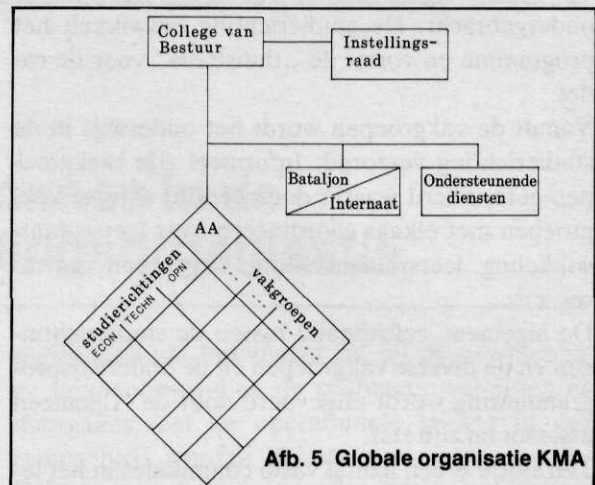 College van
Bestuur
Instellings-
raad
Bataljon
Internaat
Ondersteunende
diensten
AA
studierichtingen
ECON.
TECHN
OPN
vakgroepen
Afb. 5 Globale organisatie KMA